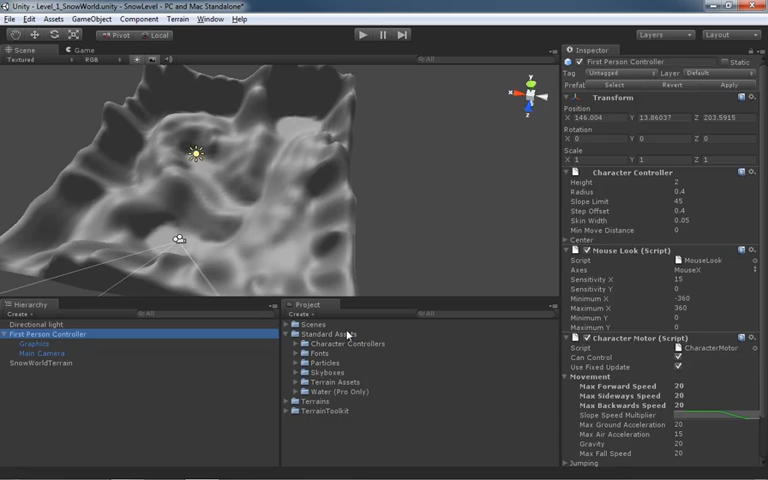 Unity - Level_1_SnowWorld.unity - SnowLevel - PC and Mac Standalone*
File Edit Assets GameObject Component Terrain Window Help
Pivot Local Layers Layout
Scene Game
Textured RGB All
y
x
z
Hierarchy
Create All
Directional light
First Person Controller
Graphics
Main Camera
SnowWorldTerrain
Project
Create All
Scenes
Standard Assets
Character Controllers
Fonts
Particles
Skyboxes
Terrain Assets
Water (Pro Only)
Terrains
TerrainToolkit
Inspector
First Person Controller Static
Tag Untagged Layer Default
Prefab Select Revert Apply
Transform
Position
X 146.004 Y 13.86037 Z 203.5915
Rotation
X 0 Y 0 Z 0
Scale
X 1 Y 1 Z 1
Character Controller
Height 2
Radius 0.4
Slope Limit 45
Step Offset 0.4
Skin Width 0.05
Min Move Distance 0
Center
Mouse Look (Script)
Script MouseLook
Axes MouseX
Sensitivity X 15
Sensitivity Y 0
Minimum X -360
Maximum X 360
Minimum Y 0
Maximum Y 0
Character Motor (Script)
Script CharacterMotor
Can Control
Use Fixed Update
Movement
Max Forward Speed 20
Max Sideways Speed 20
Max Backwards Speed 20
Slope Speed Multiplier
Max Ground Acceleration 20
Max Air Acceleration 15
Gravity 20
Max Fall Speed 20
Jumping